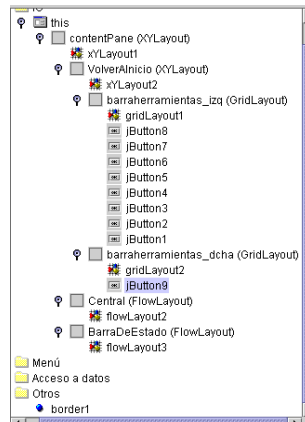 this
contentPane (XYLayout)
xYLayout1
VolverAInicio (XYLayout)
xYLayout2
barraherramientas_izq (GridLayout)
gridLayout1
jButton8
jButton7
jButton6
jButton5
jButton4
jButton3
jButton2
jButton1
barraherramientas_dcha (GridLayout)
gridLayout2
jButton9
Central (FlowLayout)
flowLayout2
BarraDeEstado (FlowLayout)
flowLayout3
Menú
Acceso a datos
Otros
border1